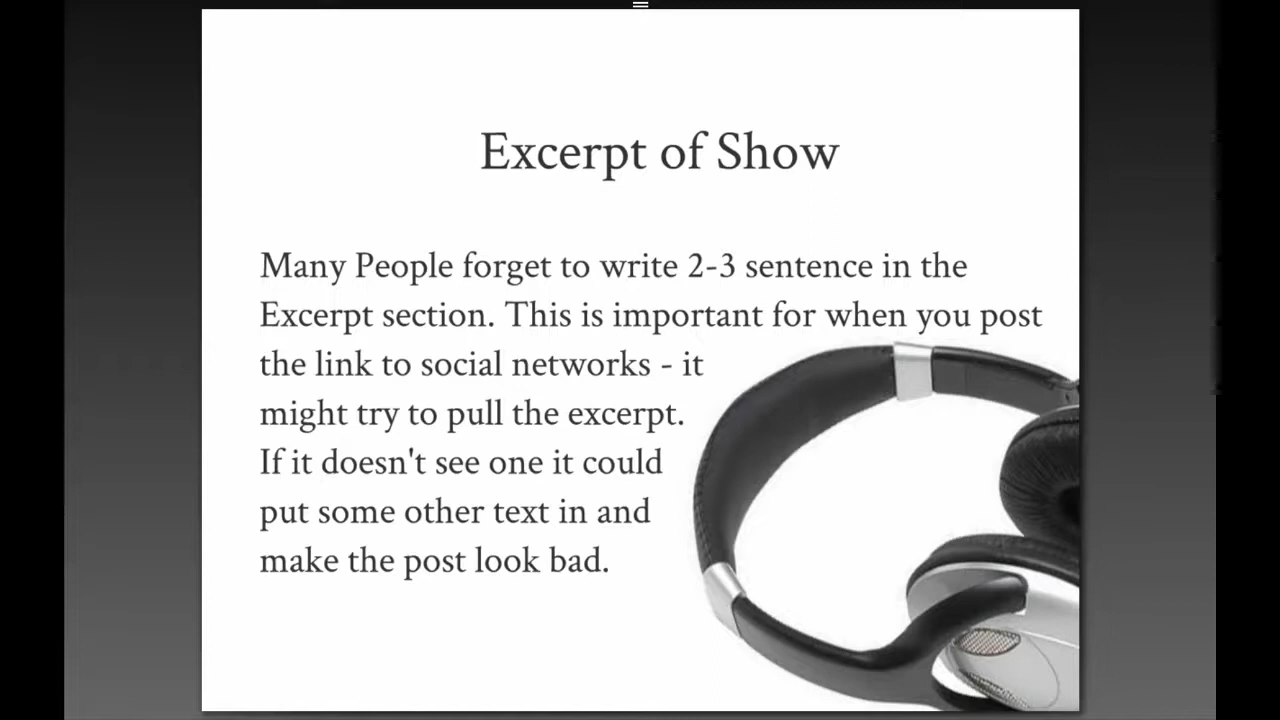 Excerpt of Show
Many People forget to write 2-3 sentence in the
Excerpt section. This is important for when you post
the link to social networks - it
might try to pull the excerpt.
If it doesn't see one it could
put some other text in and
make the post look bad.